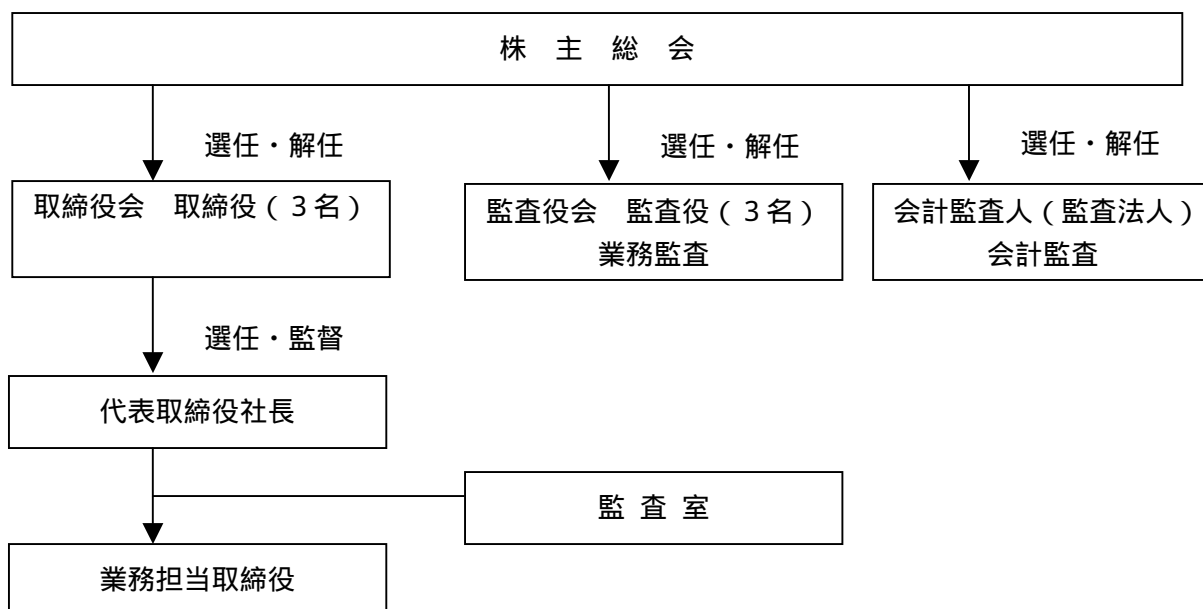 株 主 総 会
選任・解任
選任・解任
選任・解任
取締役会 取締役(3名)
監査役会 監査役(3名)
業務監査
会計監査人(監査法人)
会計監査
選任・監督
代表取締役社長
監 査 室
業務担当取締役